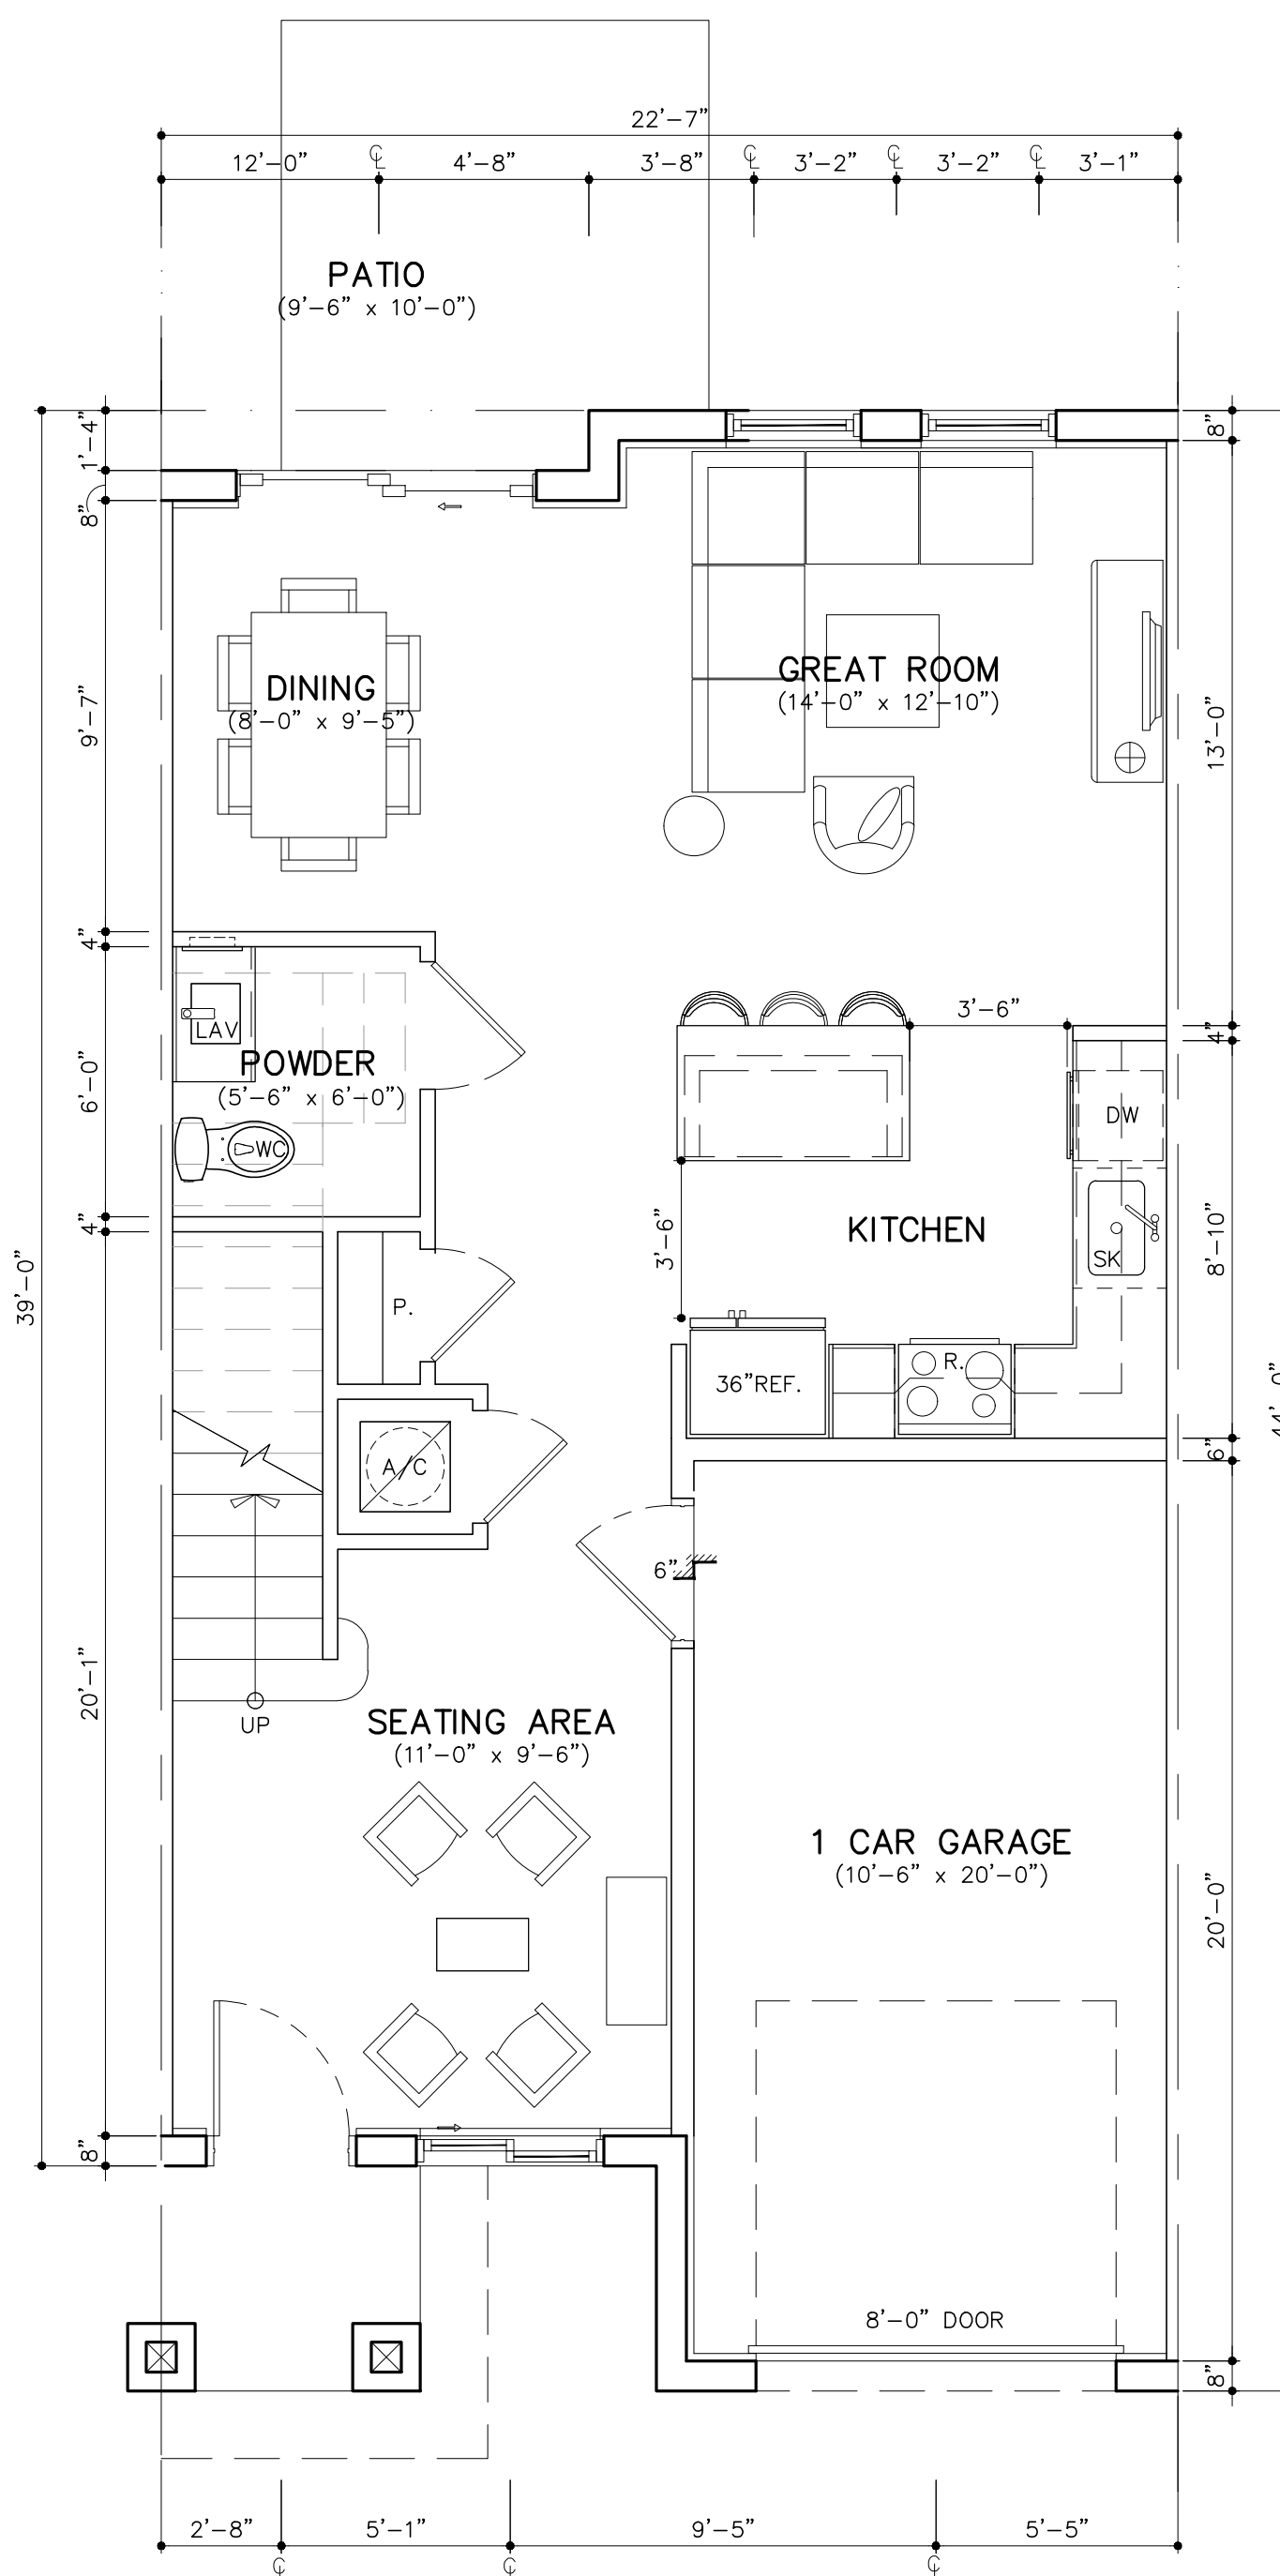 22'-7"
12'-0" ℄ 4'-8" 3'-8" ℄ 3'-2" ℄ 3'-2" ℄ 3'-1"
PATIO
(9'-6" x 10'-0")
1'-4"
8"
8"
9'-7"
DINING
(8'-0" x 9'-5")
GREAT ROOM
(14'-0" x 12'-10")
13'-0"
4"
3'-6"
4"
LAV
POWDER
(5'-6" x 6'-0")
6'-0"
WC
DW
4"
3'-6"
KITCHEN
SK
8'-10"
39'-0"
P.
36"REF.
R.
44'-0"
6"
A/C
6"
20'-1"
UP
SEATING AREA
(11'-0" x 9'-6")
1 CAR GARAGE
(10'-6" x 20'-0")
20'-0"
8"
8'-0" DOOR
8"
2'-8" ℄ 5'-1" ℄ 9'-5" ℄ 5'-5"